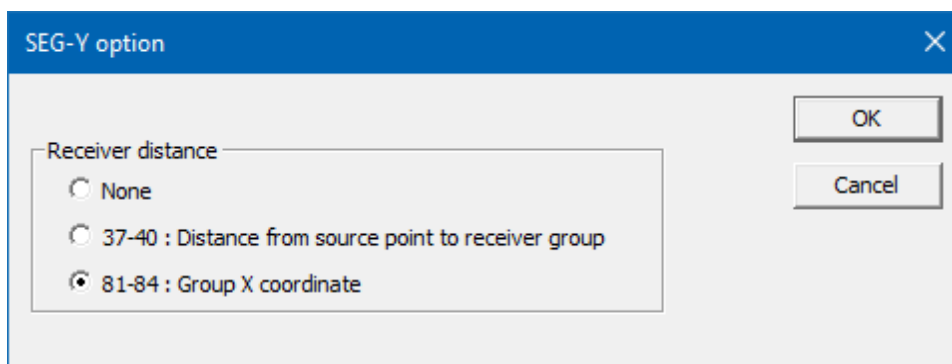 SEG-Y option
OK
Receiver distance
None
Cancel
37-40 : Distance from source point to receiver group
81-84 : Group X coordinate